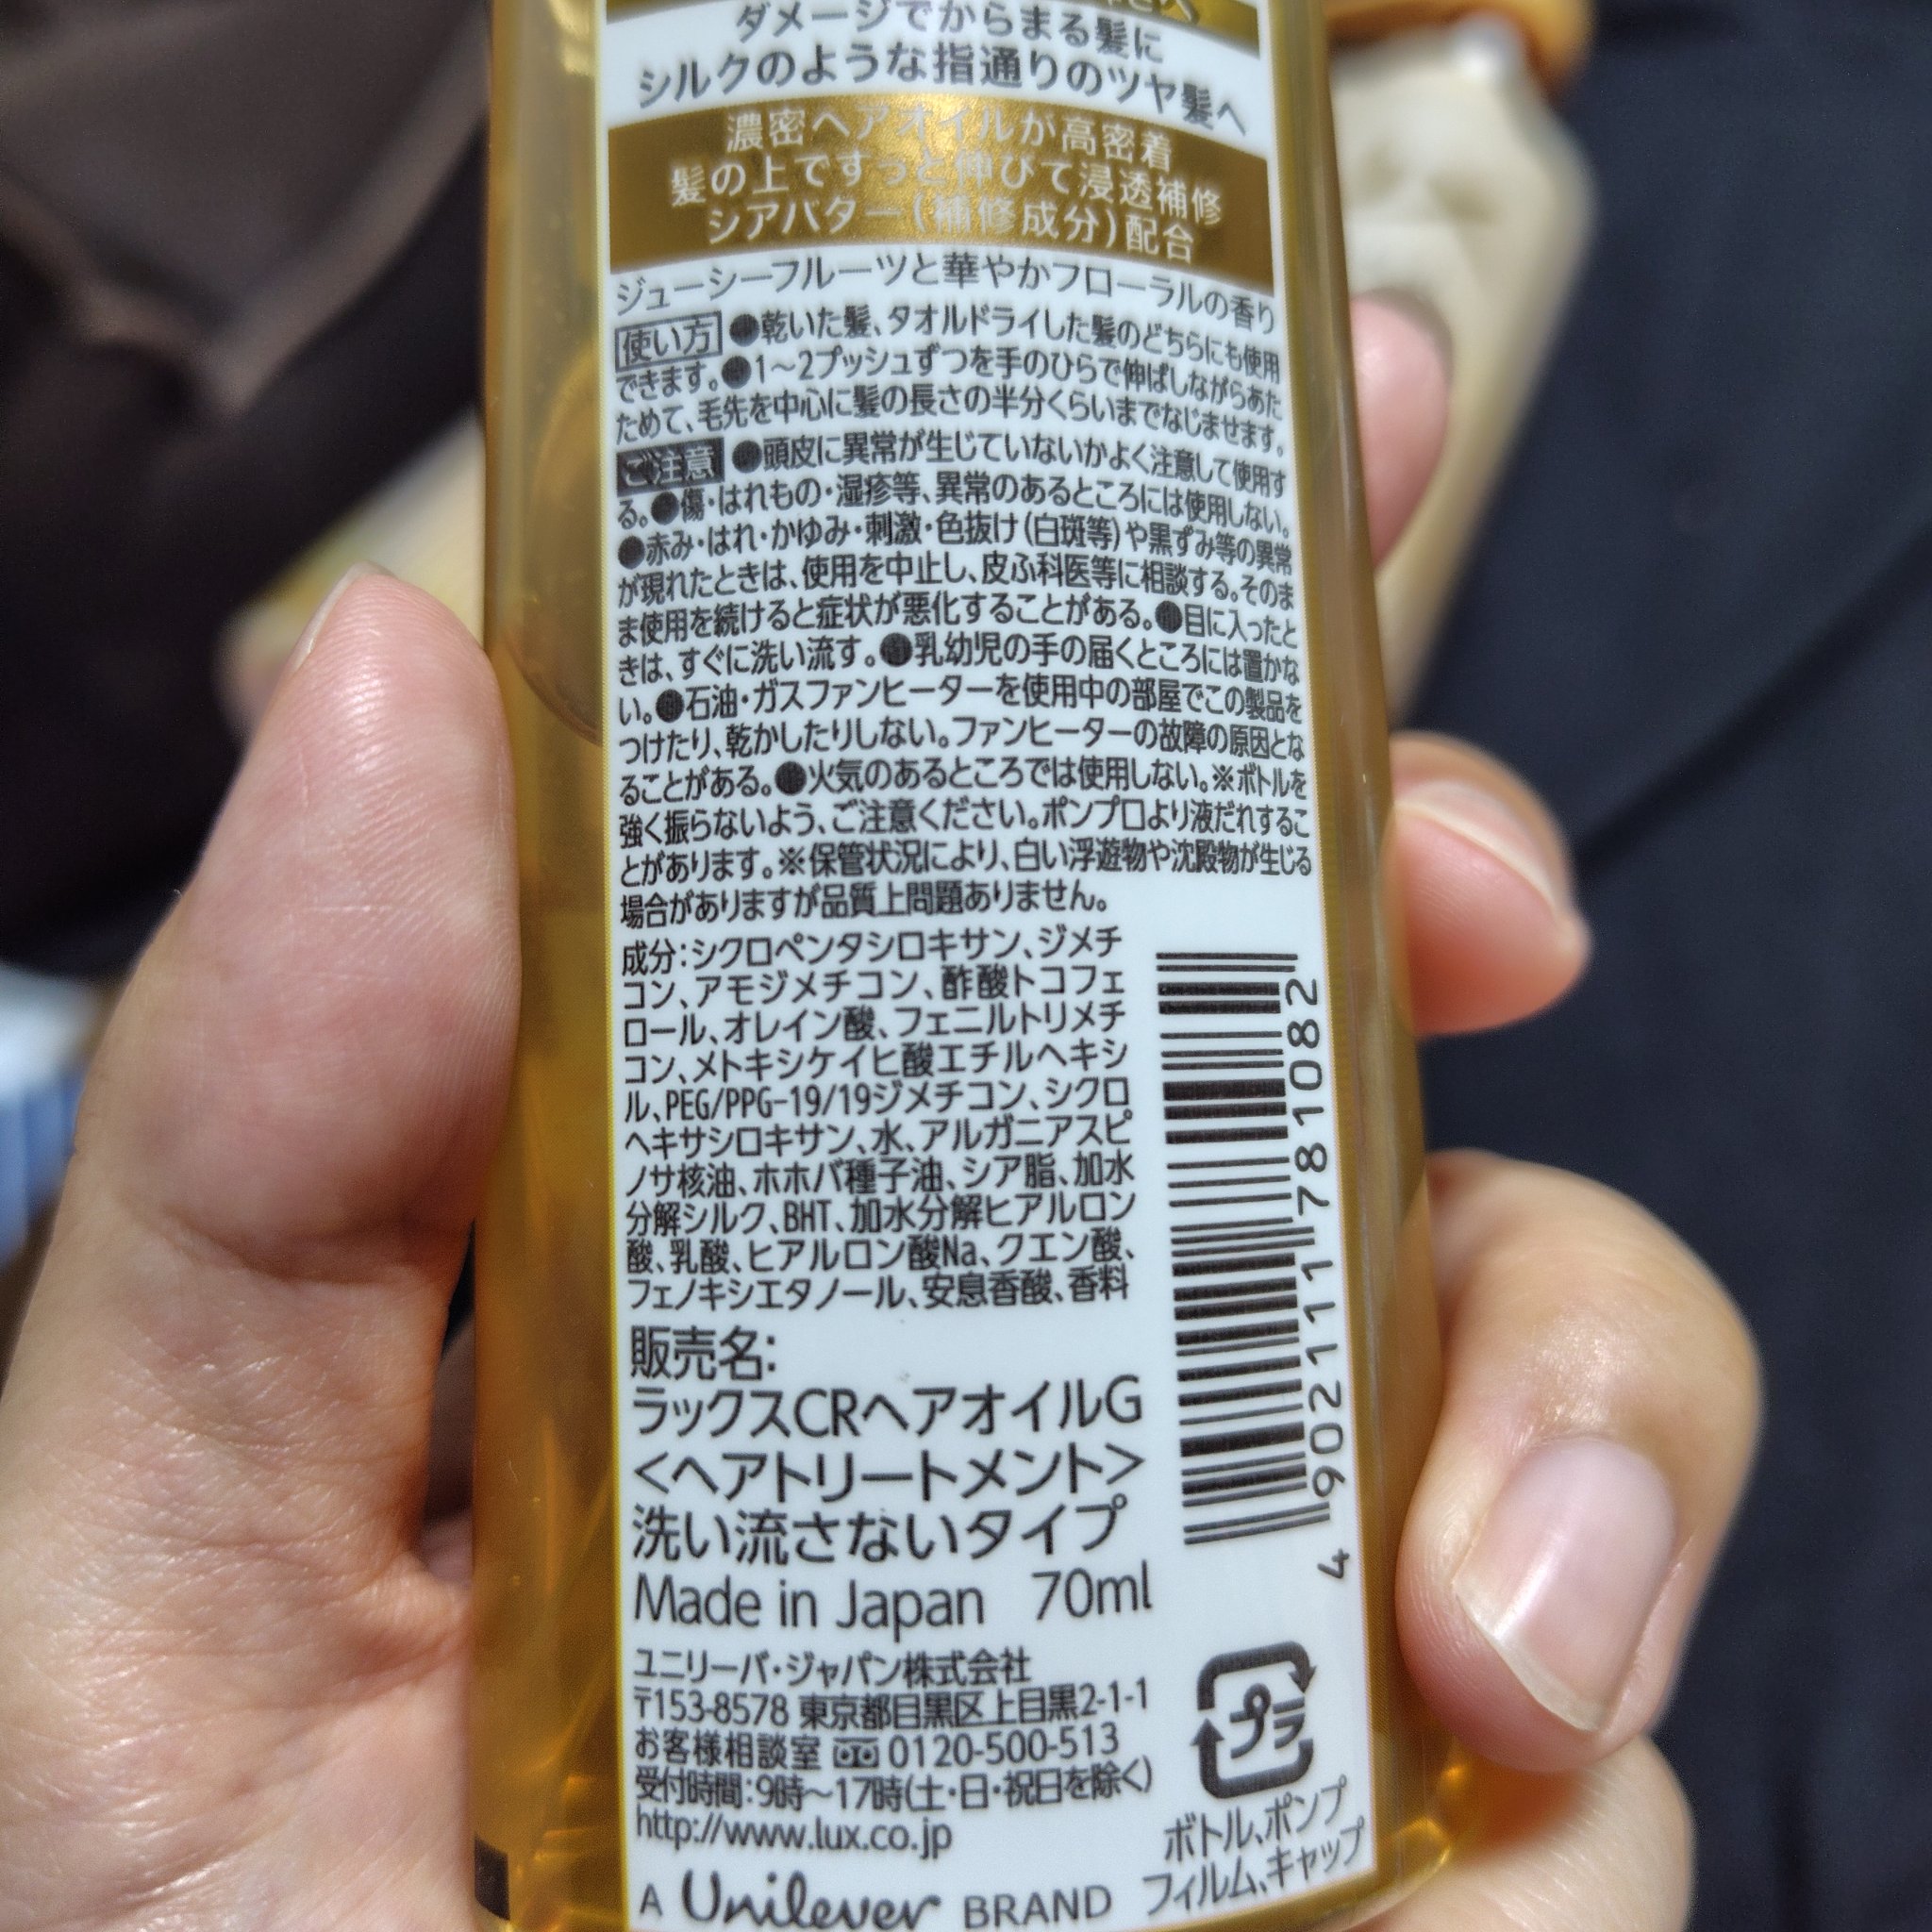 ダメージでからまる髪に
シルクのような指通りのツヤ髪へ
濃密ヘアオイルが高密着
髪の上ですっと伸びて浸透補修
シアバター(補修成分)配合
ジューシーフルーツと華やかフローラルの香り
使い方 ●乾いた髪、タオルドライした髪のどちらにも使用
できます。●1～2プッシュずつを手のひらで伸ばしながらあた
ためて、毛先を中心に髪の長さの半分くらいまでなじませます。
ご注意 ●頭皮に異常が生じていないかよく注意して使用す
る。●傷・はれもの・湿疹等、異常のあるところには使用しない。
●赤み・はれ・かゆみ・刺激・色抜け(白斑等)や黒ずみ等の異常
が現れたときは、使用を中止し、皮ふ科医等に相談する。そのま
ま使用を続けると症状が悪化することがある。●目に入ったと
きは、すぐに洗い流す。●乳幼児の手の届くところには置かな
い。●石油・ガスファンヒーターを使用中の部屋でこの製品を
つけたり、乾かしたりしない。ファンヒーターの故障の原因とな
ることがある。●火気のあるところでは使用しない。※ボトルを
強く振らないよう、ご注意ください。ポンプ口より液だれするこ
とがあります。※保管状況により、白い浮遊物や沈殿物が生じる
場合がありますが品質上問題ありません。
成分:シクロペンタシロキサン、ジメチ
コン、アモジメチコン、酢酸トコフェ
ロール、オレイン酸、フェニルトリメチ
コン、メトキシケイヒ酸エチルヘキシ
ル、PEG/PPG-19/19ジメチコン、シクロ
ヘキサシロキサン、水、アルガニアスピ
ノサ核油、ホホバ種子油、シア脂、加水
分解シルク、BHT、加水分解ヒアルロン
酸、乳酸、ヒアルロン酸Na、クエン酸、
フェノキシエタノール、安息香酸、香料
4 902111 781082
販売名:
ラックスCRヘアオイルG
<ヘアトリートメント>
洗い流さないタイプ
Made in Japan 70ml
ユニリーバ・ジャパン株式会社
〒153-8578 東京都目黒区上目黒2-1-1
お客様相談室 0120-500-513
受付時間:9時～17時(土・日・祝日を除く)
http://www.lux.co.jp
A Unilever BRAND
プラ
ボトル、ポンプ
フィルム、キャップ